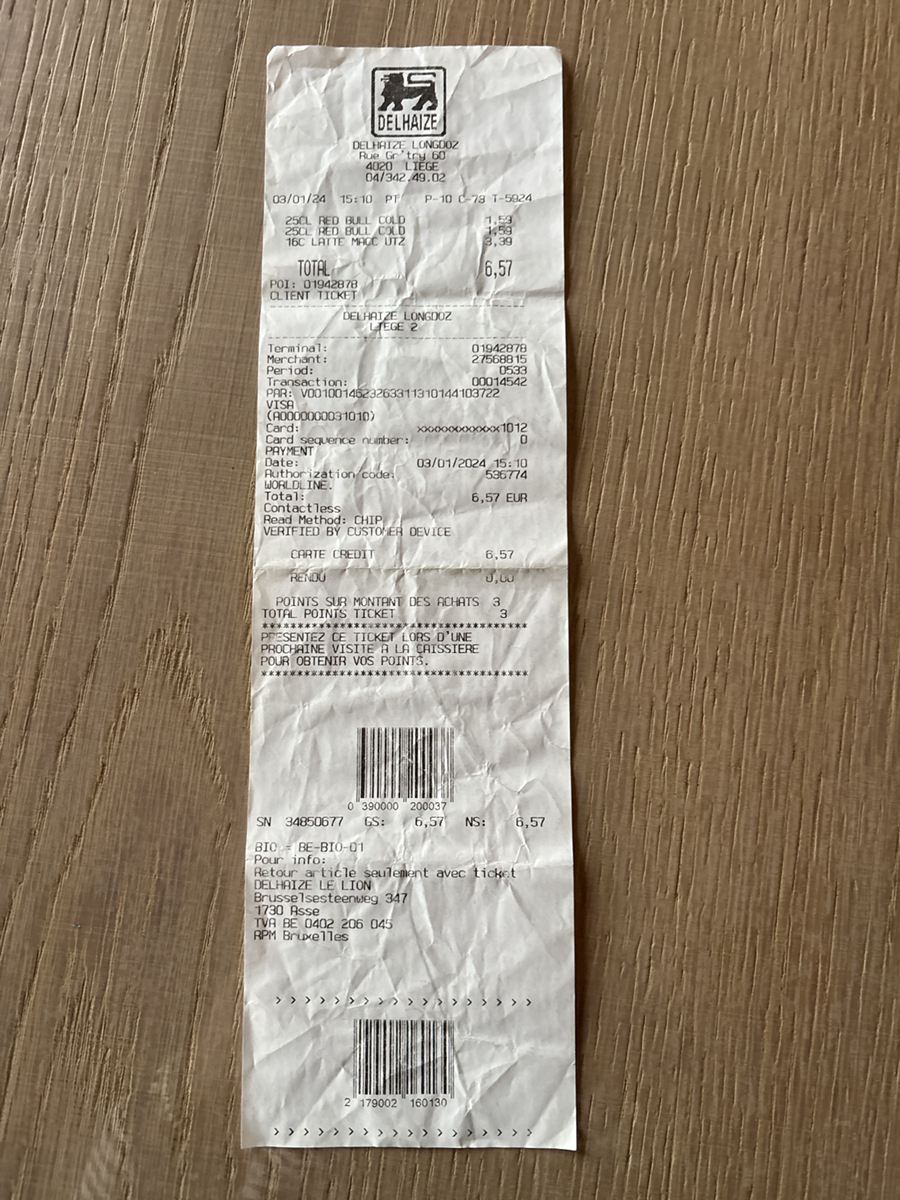 DELHAIZE
DELHAIZE LONGDOZ
Rue Gr'try 60
4020 LIEGE
04/342.49.02
03/01/24 15:10 PT P-10 C-78 T-5924
25CL RED BULL COLD 1,59
25CL RED BULL COLD 1,59
16C LATTE MACC UTZ 3,39
TOTAL 6,57
POI: 01942878
CLIENT TICKET
DELHAIZE LONGDOZ
LIEGE 2
Terminal: 01942878
Merchant: 27568815
Period: 0533
Transaction: 00014542
PAR: V0010014623263311310144103722
VISA
(A0000000031010)
Card: xxxxxxxxxxxx1012
Card sequence number: 0
PAYMENT
Date: 03/01/2024 15:10
Authorization code: 536774
WORLDLINE.
Total: 6,57 EUR
Contactless
Read Method: CHIP
VERIFIED BY CUSTOMER DEVICE
CARTE CREDIT 6,57
RENDU 0,00
POINTS SUR MONTANT DES ACHATS 3
TOTAL POINTS TICKET 3
************************************
PRESENTEZ CE TICKET LORS D'UNE
PROCHAINE VISITE A LA CAISSIERE
POUR OBTENIR VOS POINTS.
************************************
0 390000 200037
SN 34850677 GS: 6,57 NS: 6,57
BIO = BE-BIO-01
Pour info:
Retour article seulement avec ticket
DELHAIZE LE LION
Brusselsesteenweg 347
1730 Asse
TVA BE 0402 206 045
RPM Bruxelles
> > > > > > > > > > > > > > > > > >
2 179002 160130
> > > > > > > > > > > > > > > > > >